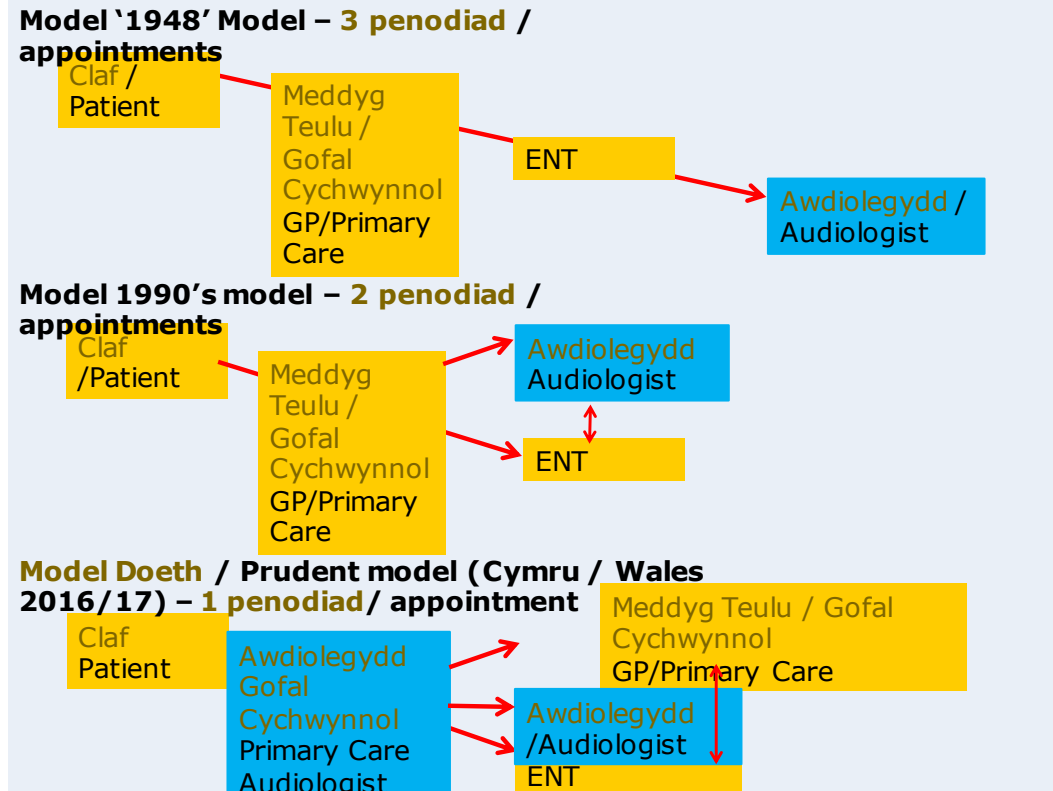 Model ‘1948’ Model – 3 penodiad /
appointments
Claf /
Patient
Meddyg
Teulu /
Gofal
Cychwynnol
GP/Primary
Care
ENT
Awdiolegydd /
Audiologist
Model 1990’s model – 2 penodiad /
appointments
Claf
/Patient
Meddyg
Teulu /
Gofal
Cychwynnol
GP/Primary
Care
Awdiolegydd
Audiologist
ENT
Model Doeth / Prudent model (Cymru / Wales
2016/17) – 1 penodiad/ appointment
Claf
Patient
Awdiolegydd
Gofal
Cychwynnol
Primary Care
Audiologist
Meddyg Teulu / Gofal
Cychwynnol
GP/Primary Care
Awdiolegydd
/Audiologist
ENT